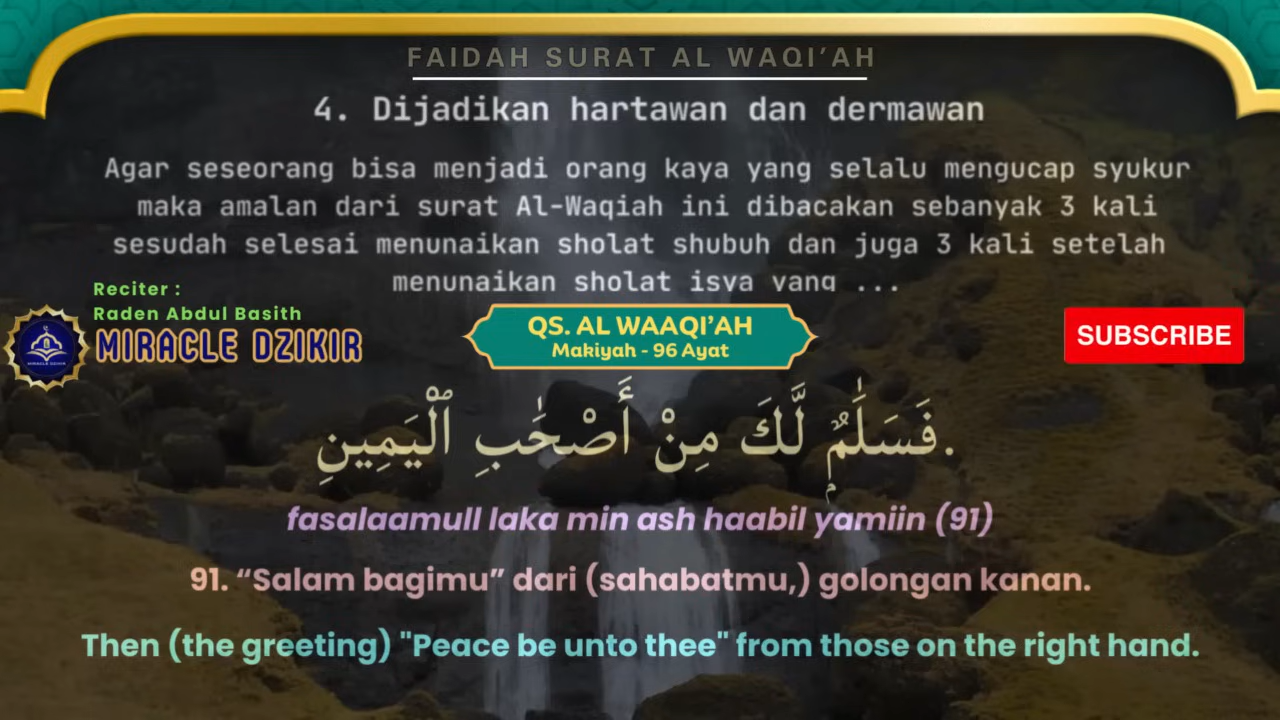 FAIDAH SURAT AL WAQI’AH
4. Dijadikan hartawan dan dermawan
Agar seseorang bisa menjadi orang kaya yang selalu mengucap syukur
maka amalan dari surat Al-Waqiah ini dibacakan sebanyak 3 kali
sesudah selesai menunaikan sholat shubuh dan juga 3 kali setelah
menunaikan sholat isya yang ...
Reciter :
Raden Abdul Basith
MIRACLE DZIKIR
QS. AL WAAQI’AH
Makiyah - 96 Ayat
SUBSCRIBE
.فَسَلَٰمٌۭ لَّكَ مِنْ أَصْحَٰبِ ٱلْيَمِينِ
fasalaamull laka min ash haabil yamiin (91)
91. “Salam bagimu” dari (sahabatmu,) golongan kanan.
Then (the greeting) "Peace be unto thee" from those on the right hand.